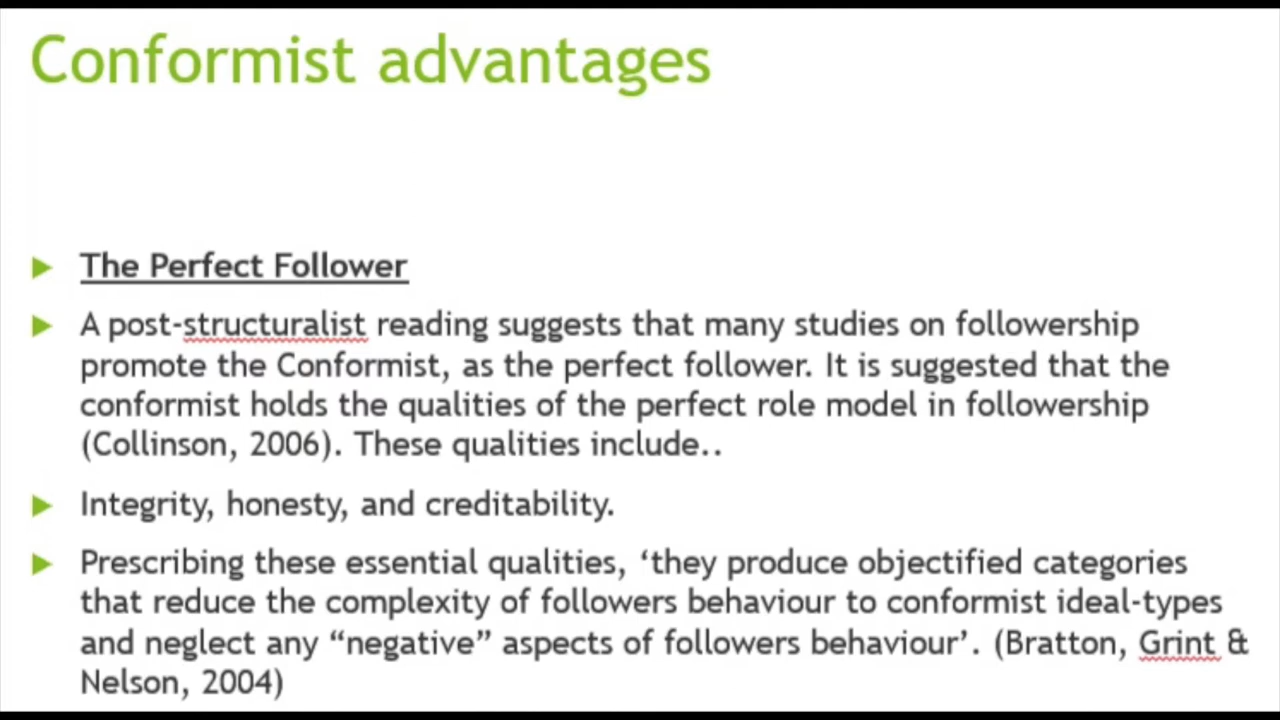 Conformist advantages
The Perfect Follower
A post-structuralist reading suggests that many studies on followership
promote the Conformist, as the perfect follower. It is suggested that the
conformist holds the qualities of the perfect role model in followership
(Collinson, 2006). These qualities include..
Integrity, honesty, and creditability.
Prescribing these essential qualities, ‘they produce objectified categories
that reduce the complexity of followers behaviour to conformist ideal-types
and neglect any “negative” aspects of followers behaviour’. (Bratton, Grint &
Nelson, 2004)